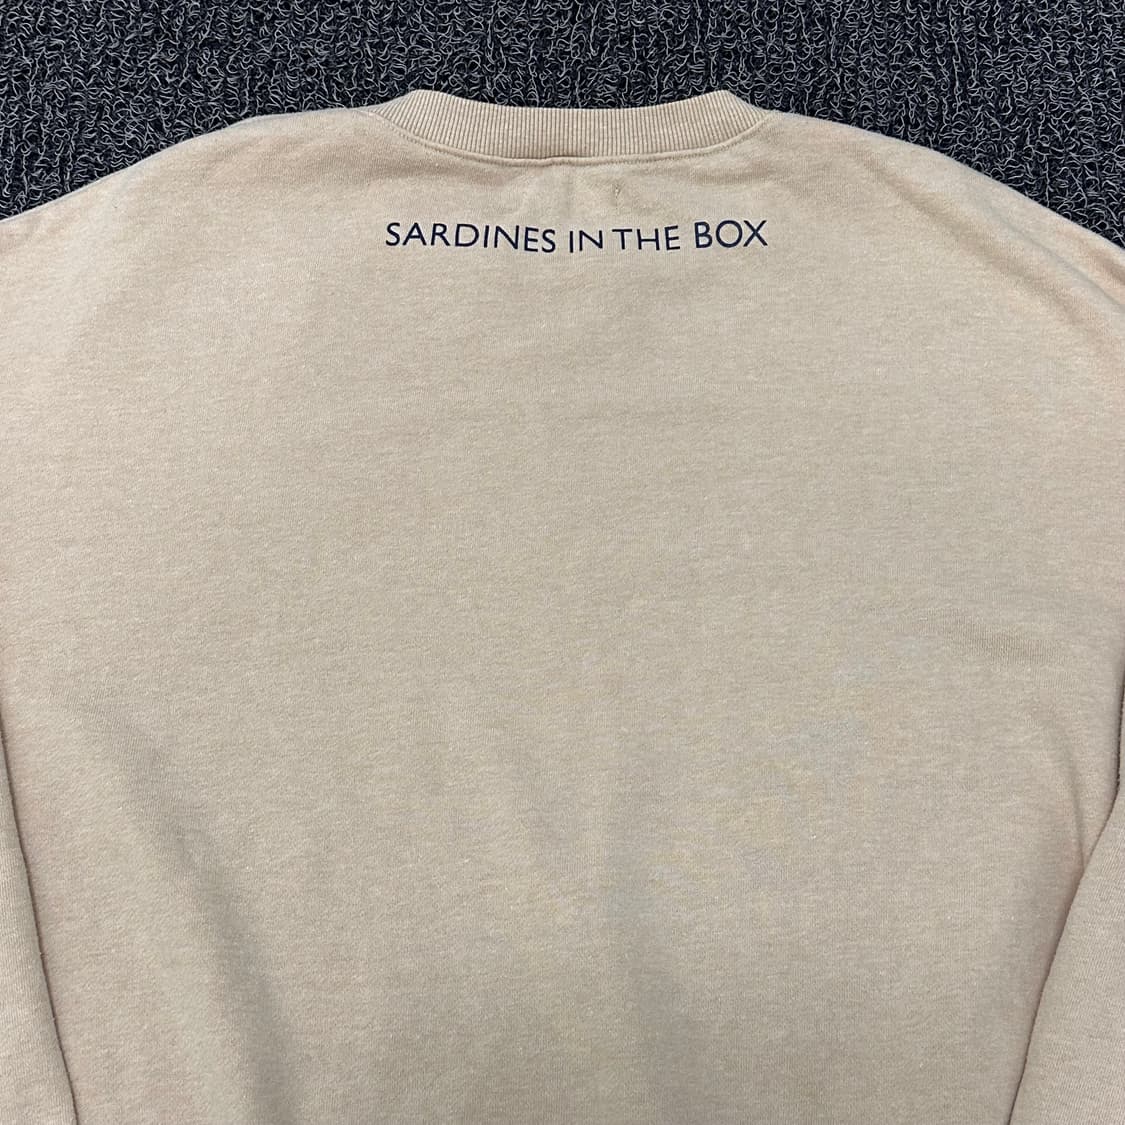 SARDINES IN THE BOX